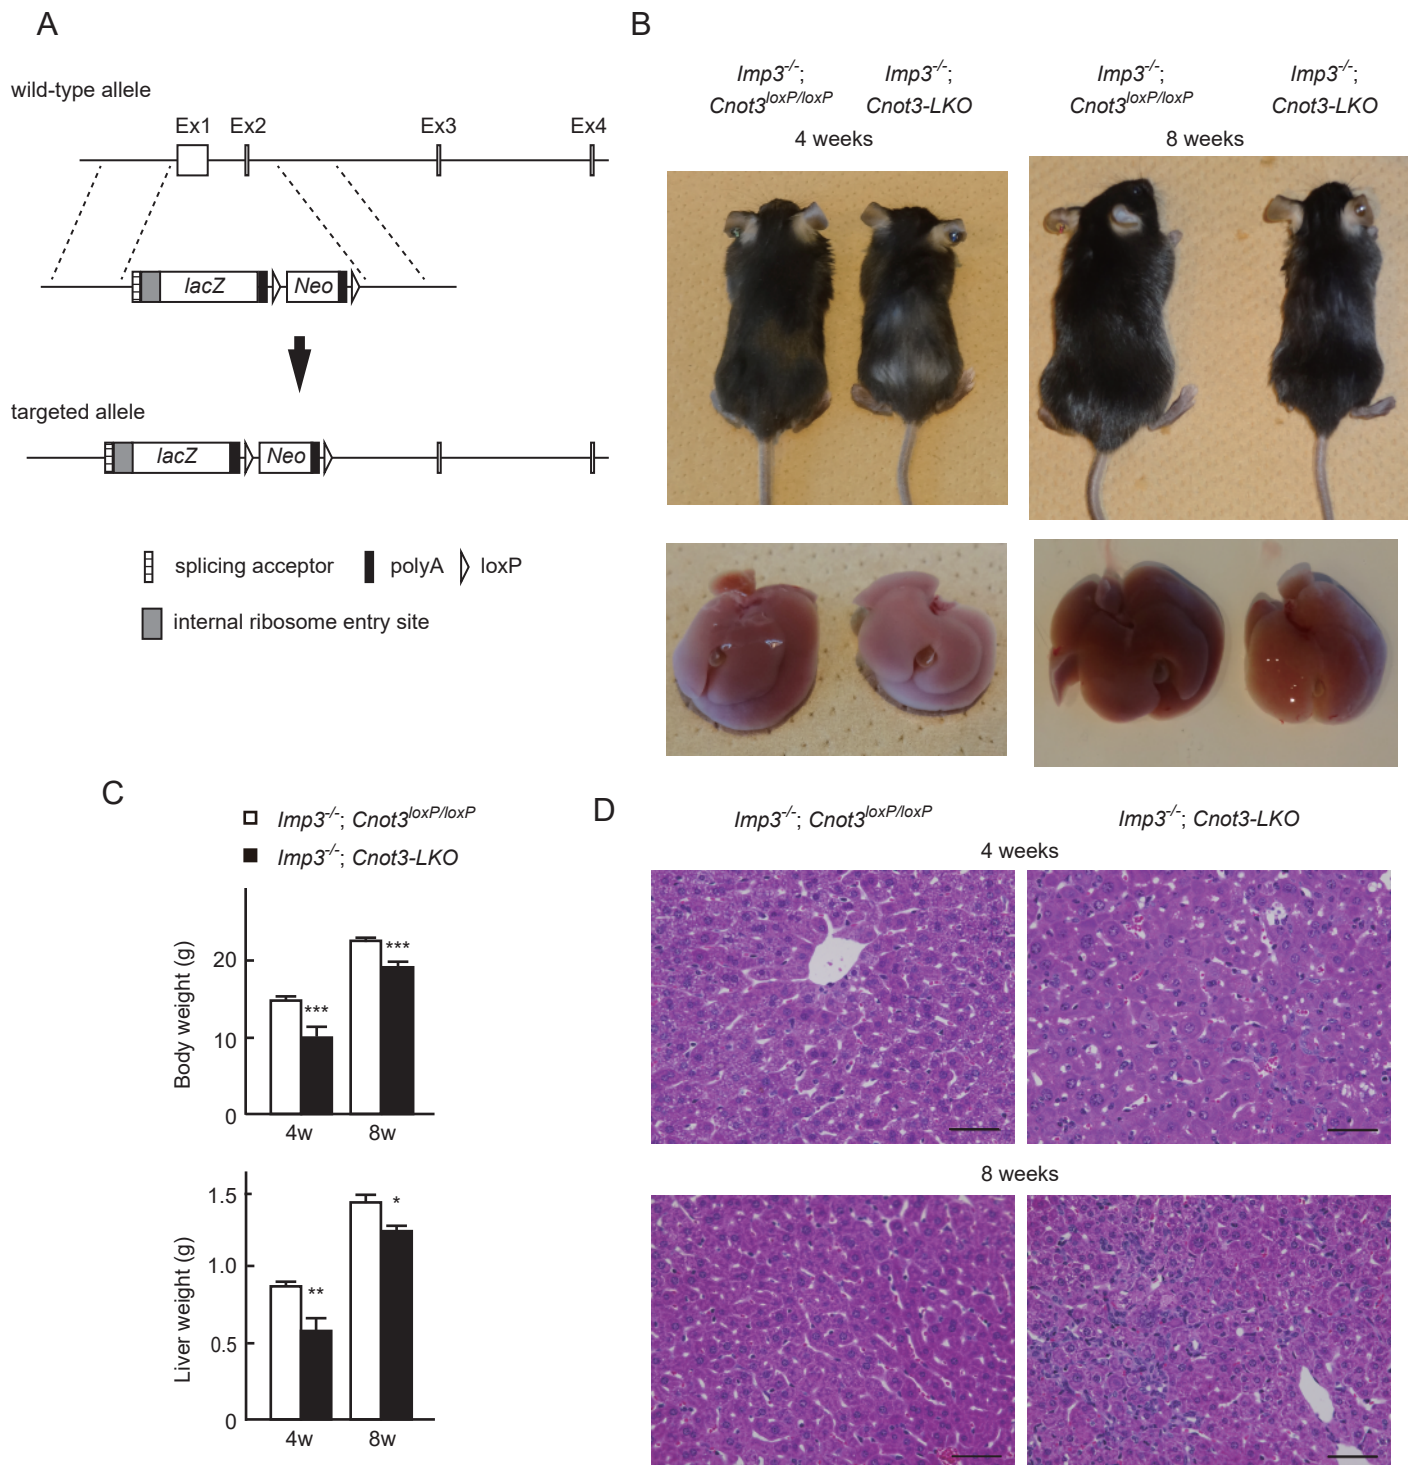 A
wild-type allele
Ex1 Ex2 Ex3 Ex4
lacZ Neo
targeted allele
lacZ Neo
splicing acceptor polyA loxP
internal ribosome entry site
B
Imp3-/-; Imp3-/-; Imp3-/-; Imp3-/-;
Cnot3loxP/loxP Cnot3-LKO Cnot3loxP/loxP Cnot3-LKO
4 weeks 8 weeks
C
Imp3-/-; Cnot3loxP/loxP
Imp3-/-; Cnot3-LKO
Body weight (g)
20
10
0
*** ***
4w 8w
Liver weight (g)
1.5
1.0
0.5
0
** *
4w 8w
D
Imp3-/-; Cnot3loxP/loxP Imp3-/-; Cnot3-LKO
4 weeks
8 weeks